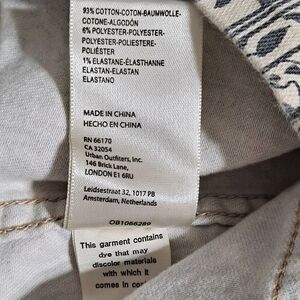 93% COTTON-COTON-BAUMWOLLE-
COTONE-ALGODÓN
6% POLYESTER-POLYESTER-
POLYESTER-POLIESTERE-
POLIÉSTER
1% ELASTANE-ÉLASTHANNE
ELASTAN-ELASTAN
ELASTANO
MADE IN CHINA
HECHO EN CHINA
RN 66170
CA 32054
Urban Outfitters, Inc.
146 Brick Lane,
LONDON E1 6RU
Leidsestraat 32, 1017 PB
Amsterdam, Netherlands
OB1066289
This garment contains
dye that may
discolor materials
with which it
comes in